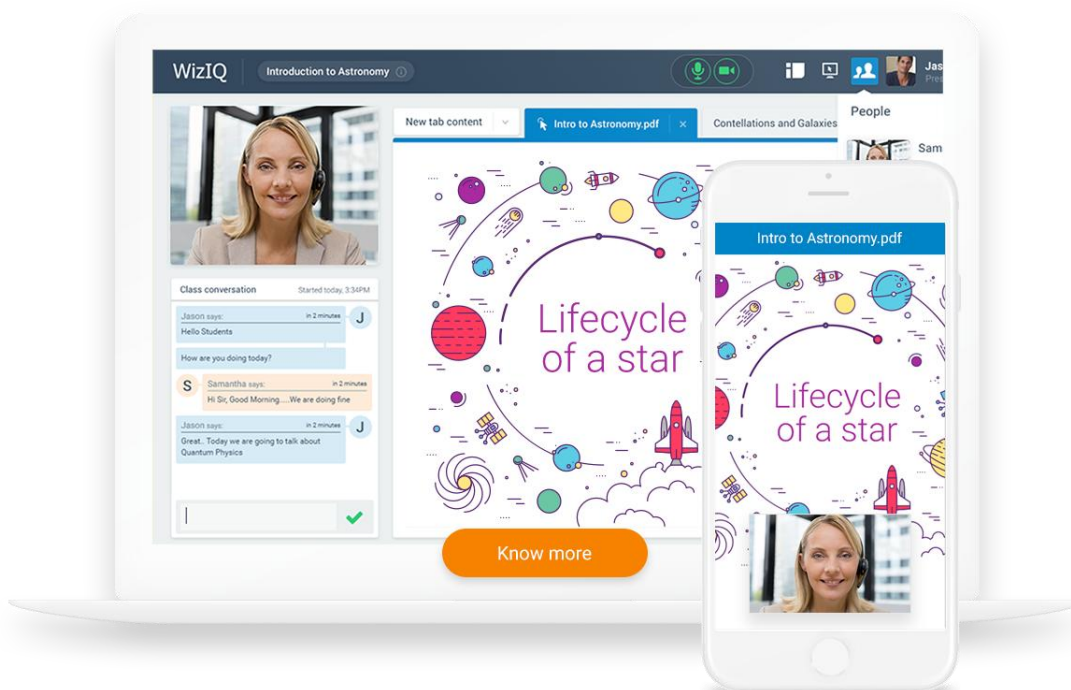 WizIQ
Introduction to Astronomy
Jas
Pres
New tab content
Intro to Astronomy.pdf
Contellations and Galaxies
People
Sam
Class conversation
Started today, 3:34PM
Jason says:
in 2 minutes
J
Hello Students
How are you doing today?
S
Samantha says:
in 2 minutes
Hi Sir, Good Morning.....We are doing fine
Jason says:
in 2 minutes
J
Great.. Today we are going to talk about
Quantum Physics
Lifecycle
of a star
Know more
Intro to Astronomy.pdf
Lifecycle
of a star